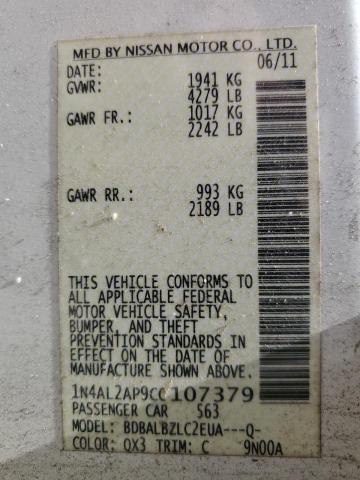 MFD BY NISSAN MOTOR CO., LTD.
DATE: 06/11
GVWR: 1941 KG
4279 LB
GAWR FR.: 1017 KG
2242 LB
GAWR RR.: 993 KG
2189 LB
THIS VEHICLE CONFORMS TO
ALL APPLICABLE FEDERAL
MOTOR VEHICLE SAFETY,
BUMPER, AND THEFT
PREVENTION STANDARDS IN
EFFECT ON THE DATE OF
MANUFACTURE SHOWN ABOVE.
1N4AL2AP9CC107379
PASSENGER CAR 563
MODEL: BDBALBZLC2EUA---Q-
COLOR: QX3 TRIM: C 9N00A